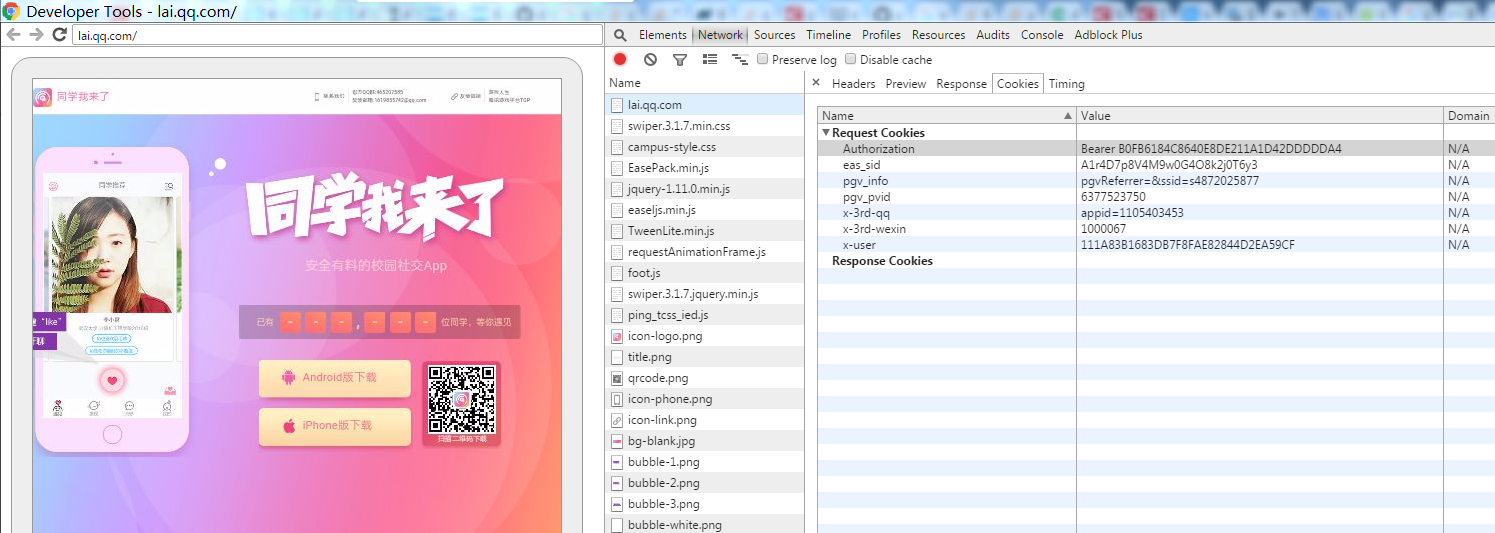 Developer Tools - lai.qq.com/
lai.qq.com/
Elements Network Sources Timeline Profiles Resources Audits Console Adblock Plus
Preserve log Disable cache
Name
lai.qq.com
swiper.3.1.7.min.css
campus-style.css
EasePack.min.js
jquery-1.11.0.min.js
easeljs.min.js
TweenLite.min.js
requestAnimationFrame.js
foot.js
swiper.3.1.7.jquery.min.js
ping_tcss_ied.js
icon-logo.png
title.png
qrcode.png
icon-phone.png
icon-link.png
bg-blank.jpg
bubble-1.png
bubble-2.png
bubble-3.png
bubble-white.png
× Headers Preview Response Cookies Timing
Name Value Domain
Request Cookies
Authorization Bearer B0FB6184C8640E8DE211A1D42DDDDDA4 N/A
eas_sid A1r4D7p8V4M9w0G4O8k2j0T6y3 N/A
pgv_info pgvReferrer=&ssid=s4872025877 N/A
pgv_pvid 6377523750 N/A
x-3rd-qq appid=1105403453 N/A
x-3rd-wexin 1000067 N/A
x-user 111A83B1683DB7F8FAE82844D2EA59CF N/A
Response Cookies
同学我来了
联系我们
官方QQ群:465207585
反馈邮箱:1619855742@qq.com
友情链接
游戏人生
腾讯游戏平台TGP
同学推荐
李小璐
"like"
同学我来了
安全有料的校园社交App
已有 - - - , - - - 位同学，等你遇见
Android版下载
iPhone版下载
扫描二维码下载